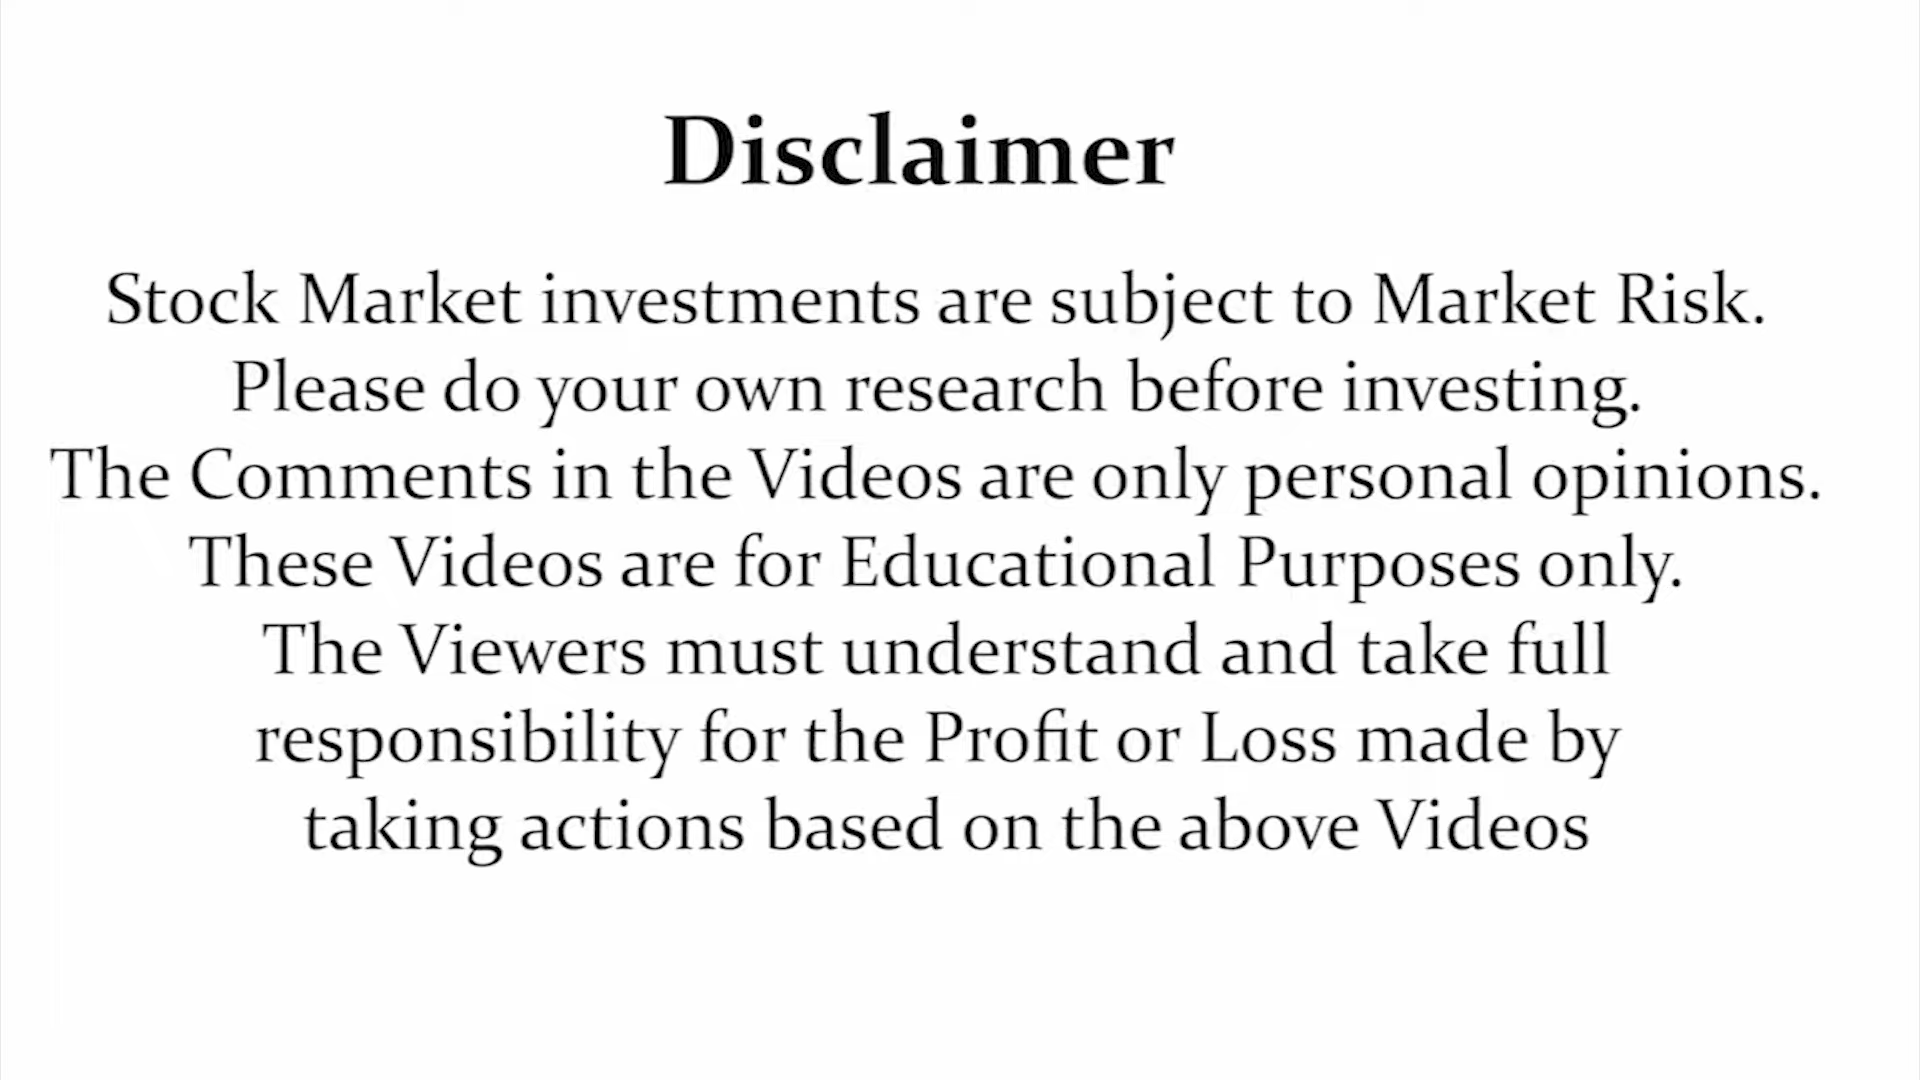 Disclaimer
Stock Market investments are subject to Market Risk.
Please do your own research before investing.
The Comments in the Videos are only personal opinions.
These Videos are for Educational Purposes only.
The Viewers must understand and take full
responsibility for the Profit or Loss made by
taking actions based on the above Videos